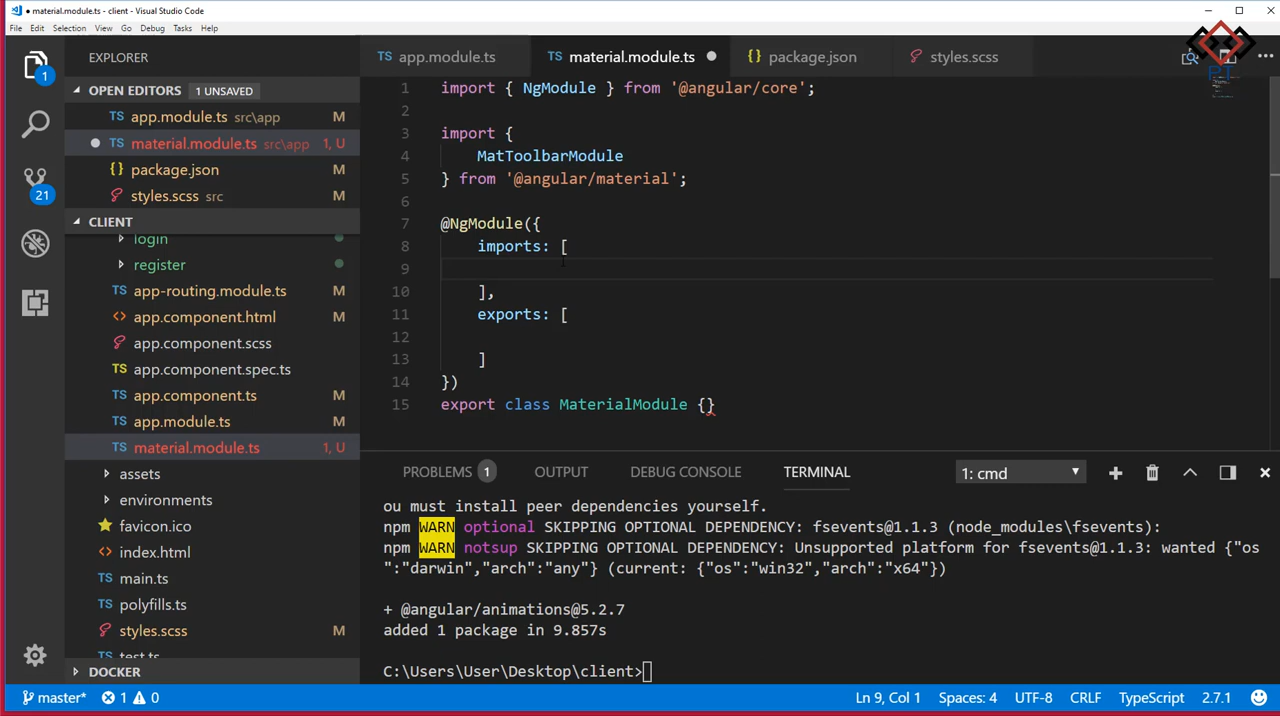 material.module.ts - client - Visual Studio Code
File Edit Selection View Go Debug Tasks Help
EXPLORER
OPEN EDITORS 1 UNSAVED
app.module.ts src\app M
material.module.ts src\app 1, U
package.json M
styles.scss src M
CLIENT
login
register
app-routing.module.ts M
app.component.html M
app.component.scss
app.component.spec.ts
app.component.ts M
app.module.ts M
material.module.ts 1, U
assets
environments
favicon.ico
index.html
main.ts
polyfills.ts
styles.scss M
test.ts
DOCKER
1
21
TS app.module.ts TS material.module.ts {} package.json styles.scss
PT
1 import { NgModule } from '@angular/core';
2
3 import {
4 MatToolbarModule
5 } from '@angular/material';
6
7 @NgModule({
8 imports: [
9
10 ],
11 exports: [
12
13 ]
14 })
15 export class MaterialModule {}
PROBLEMS 1 OUTPUT DEBUG CONSOLE TERMINAL 1: cmd
ou must install peer dependencies yourself.
npm WARN optional SKIPPING OPTIONAL DEPENDENCY: fsevents@1.1.3 (node_modules\fsevents):
npm WARN notsup SKIPPING OPTIONAL DEPENDENCY: Unsupported platform for fsevents@1.1.3: wanted {"os
":"darwin","arch":"any"} (current: {"os":"win32","arch":"x64"})
+ @angular/animations@5.2.7
added 1 package in 9.857s
C:\Users\User\Desktop\client>
master* 1 0 Ln 9, Col 1 Spaces: 4 UTF-8 CRLF TypeScript 2.7.1